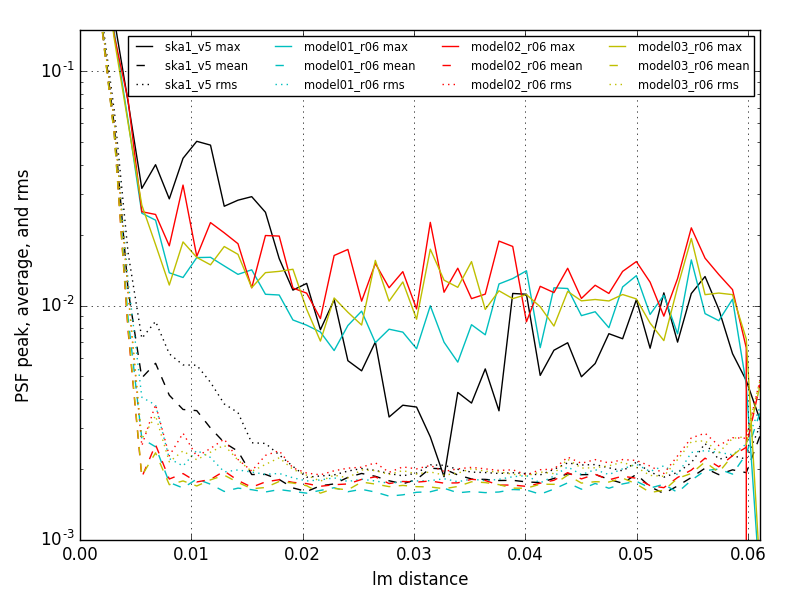 ska1_v5 max model01_r06 max model02_r06 max model03_r06 max
ska1_v5 mean model01_r06 mean model02_r06 mean model03_r06 mean
ska1_v5 rms model01_r06 rms model02_r06 rms model03_r06 rms
10⁻¹
10⁻²
10⁻³
PSF peak, average, and rms
0.00 0.01 0.02 0.03 0.04 0.05 0.06
lm distance